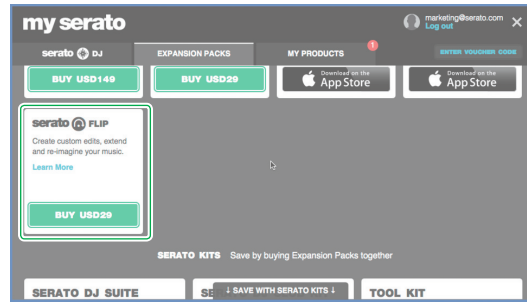 my serato
marketing@serato.com
Log out
serato DJ
EXPANSION PACKS
MY PRODUCTS
1
ENTER VOUCHER CODE
BUY USD149
BUY USD29
Download on the
App Store
Download on the
App Store
serato FLIP
Create custom edits, extend
and re-imagine your music.
Learn More
BUY USD29
SERATO KITS Save by buying Expansion Packs together
SERATO DJ SUITE
SE
↓ SAVE WITH SERATO KITS ↓
TOOL KIT